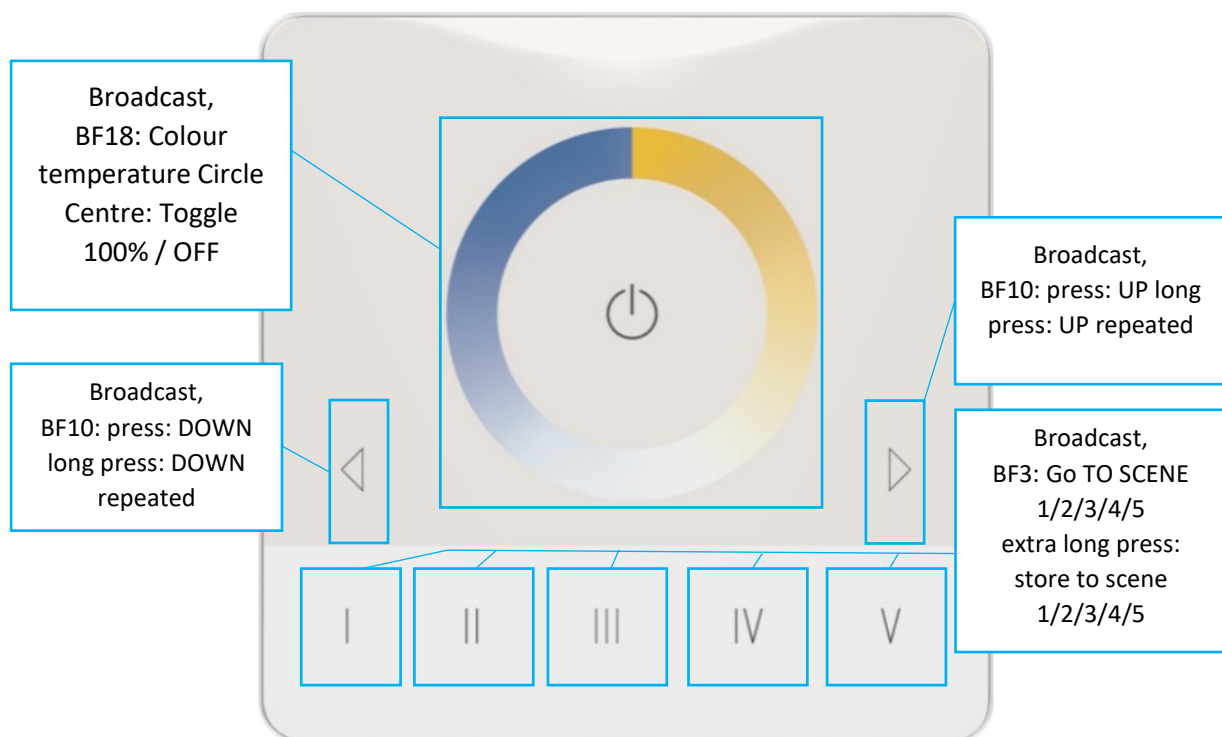 Broadcast,
BF18: Colour
temperature Circle
Centre: Toggle
100% / OFF
Broadcast,
BF10: press: UP long
press: UP repeated
Broadcast,
BF10: press: DOWN
long press: DOWN
repeated
Broadcast,
BF3: Go TO SCENE
1/2/3/4/5
extra long press:
store to scene
1/2/3/4/5
I II III IV V